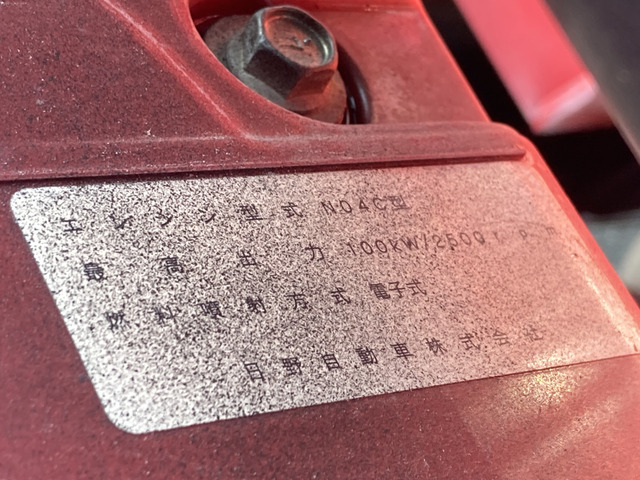 エンジン型式 N04C型
最高出力 100kW/2500r.p.m
燃料噴射方式 電子式
日野自動車株式会社